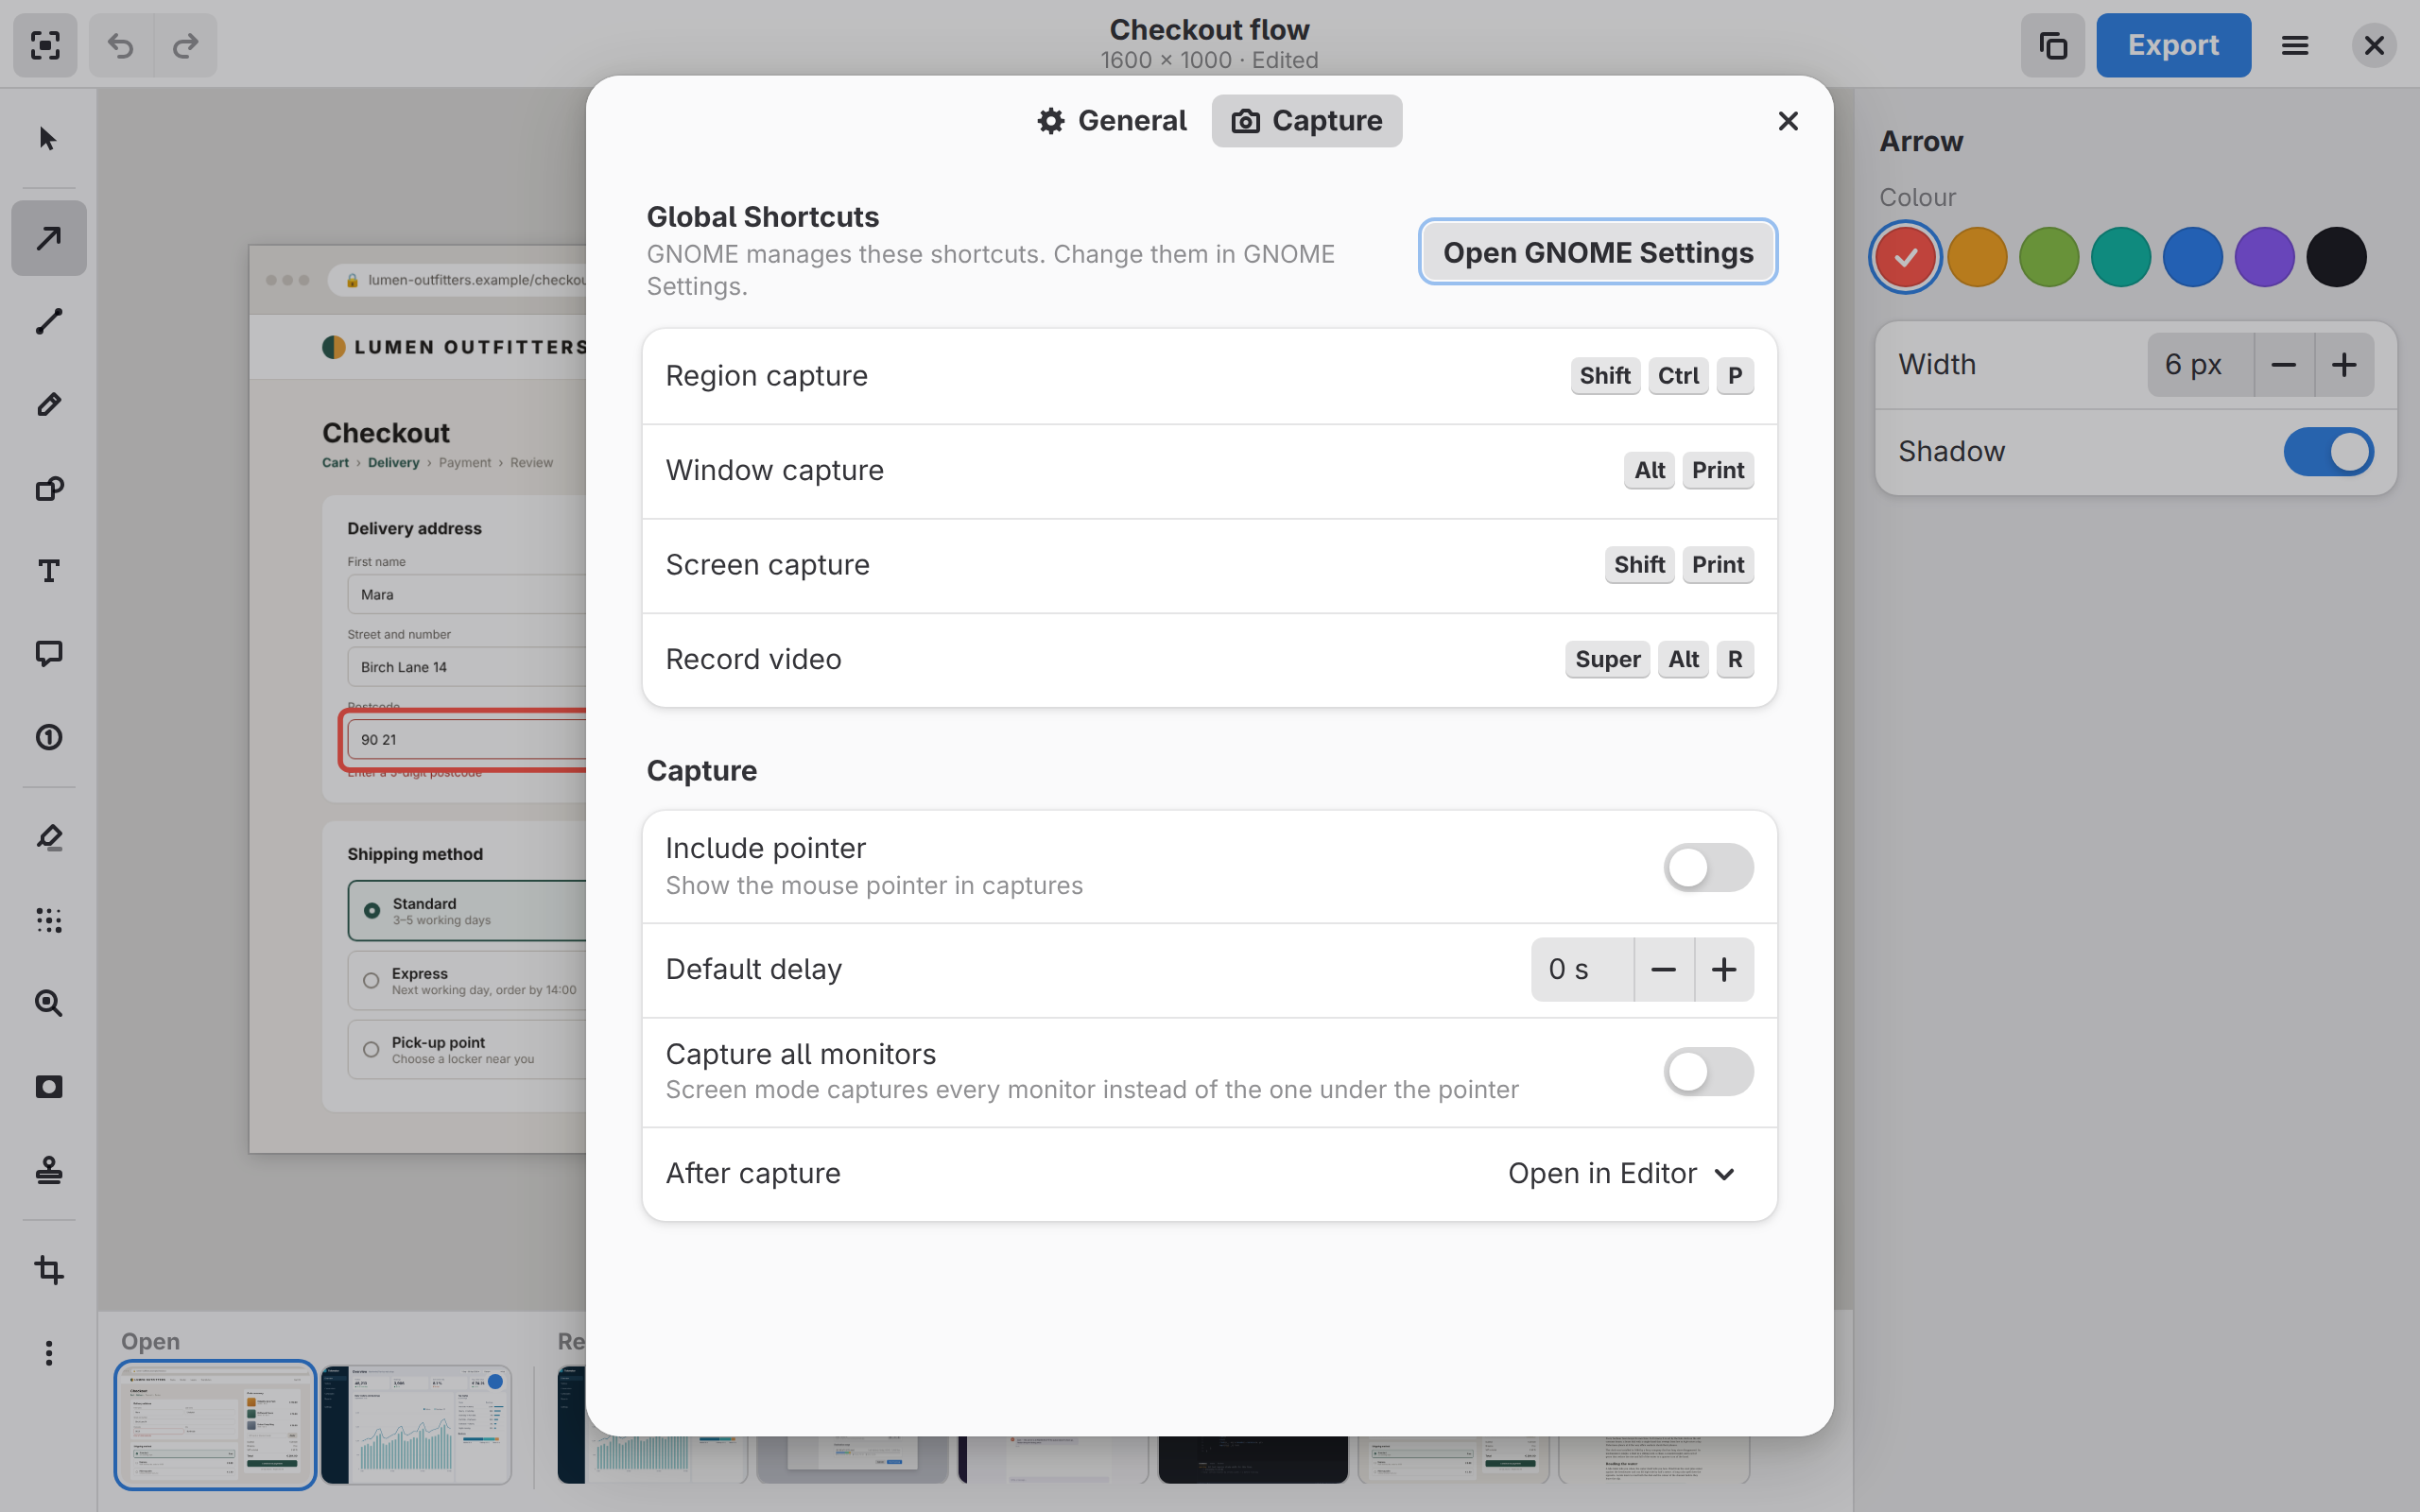 Checkout flow
1600 × 1000 · Edited
Export
General
Capture
Global Shortcuts
GNOME manages these shortcuts. Change them in GNOME
Settings.
Open GNOME Settings
Region capture
Shift Ctrl P
Window capture
Alt Print
Screen capture
Shift Print
Record video
Super Alt R
Capture
Include pointer
Show the mouse pointer in captures
Default delay
0 s
Capture all monitors
Screen mode captures every monitor instead of the one under the pointer
After capture
Open in Editor
Arrow
Colour
Width
6 px
Shadow
lumen-outfitters.example/checkou
LUMEN OUTFITTERS
Checkout
Cart › Delivery › Payment › Review
Delivery address
First name
Mara
Street and number
Birch Lane 14
Postcode
90 21
Enter a 5-digit postcode
Shipping method
Standard
3–5 working days
Express
Next working day, order by 14:00
Pick-up point
Choose a locker near you
Open
Re